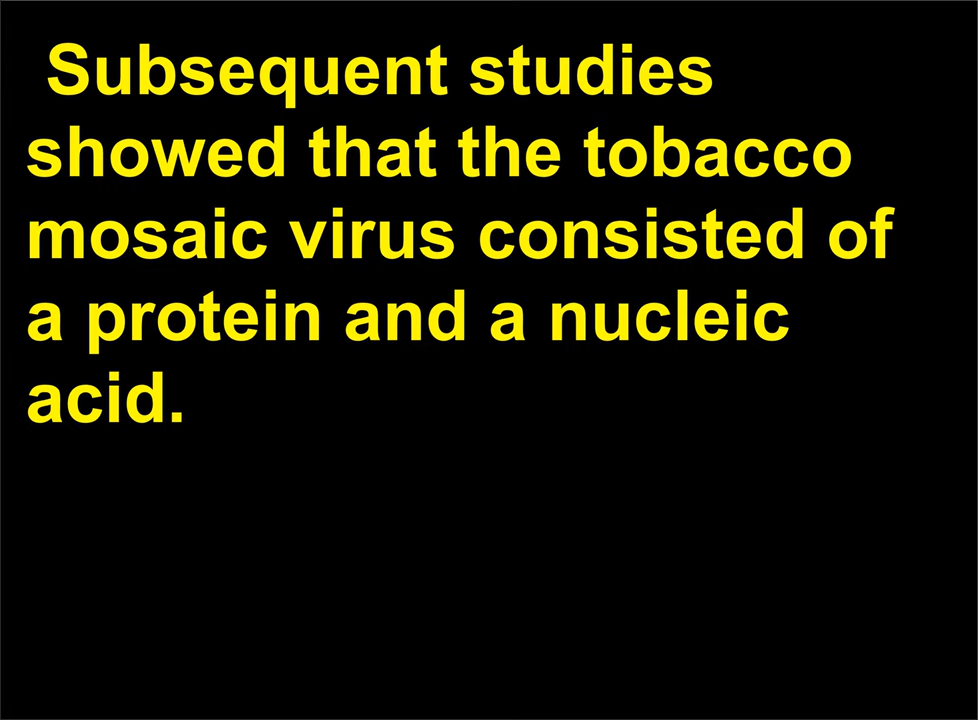 Subsequent studies
showed that the tobacco
mosaic virus consisted of
a protein and a nucleic
acid.